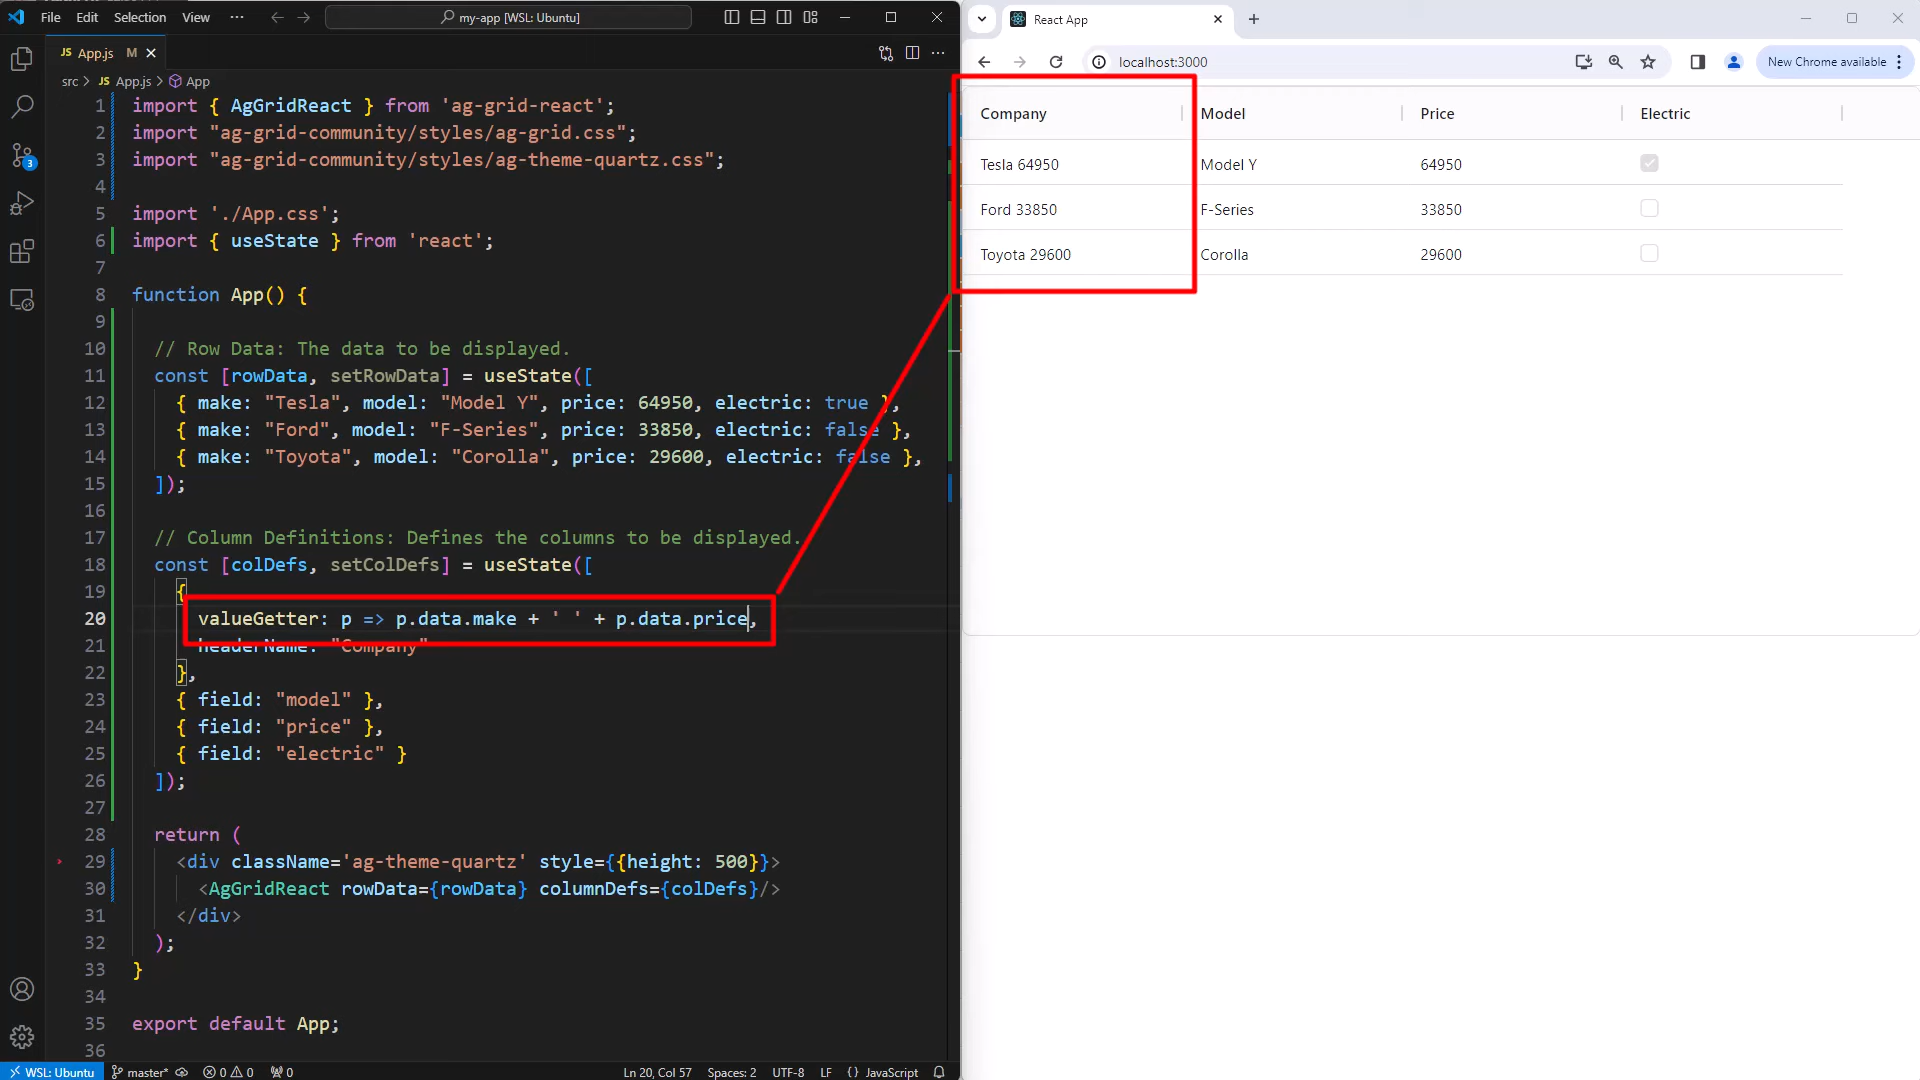 File Edit Selection View ··· my-app [WSL: Ubuntu]
JS App.js M
src > JS App.js > App
1 import { AgGridReact } from 'ag-grid-react';
2 import "ag-grid-community/styles/ag-grid.css";
3 import "ag-grid-community/styles/ag-theme-quartz.css";
4
5 import './App.css';
6 import { useState } from 'react';
7
8 function App() {
9
10 // Row Data: The data to be displayed.
11 const [rowData, setRowData] = useState([
12 { make: "Tesla", model: "Model Y", price: 64950, electric: true },
13 { make: "Ford", model: "F-Series", price: 33850, electric: false },
14 { make: "Toyota", model: "Corolla", price: 29600, electric: false },
15 ]);
16
17 // Column Definitions: Defines the columns to be displayed.
18 const [colDefs, setColDefs] = useState([
19 {
20 valueGetter: p => p.data.make + ' ' + p.data.price,
21 headerName: "Company"
22 },
23 { field: "model" },
24 { field: "price" },
25 { field: "electric" }
26 ]);
27
28 return (
29 <div className='ag-theme-quartz' style={{height: 500}}>
30 <AgGridReact rowData={rowData} columnDefs={colDefs}/>
31 </div>
32 );
33 }
34
35 export default App;
36
3
WSL: Ubuntu master* 0 0 0 Ln 20, Col 57 Spaces: 2 UTF-8 LF {} JavaScript
React App
localhost:3000 New Chrome available
Company Model Price Electric
Tesla 64950 Model Y 64950
Ford 33850 F-Series 33850
Toyota 29600 Corolla 29600